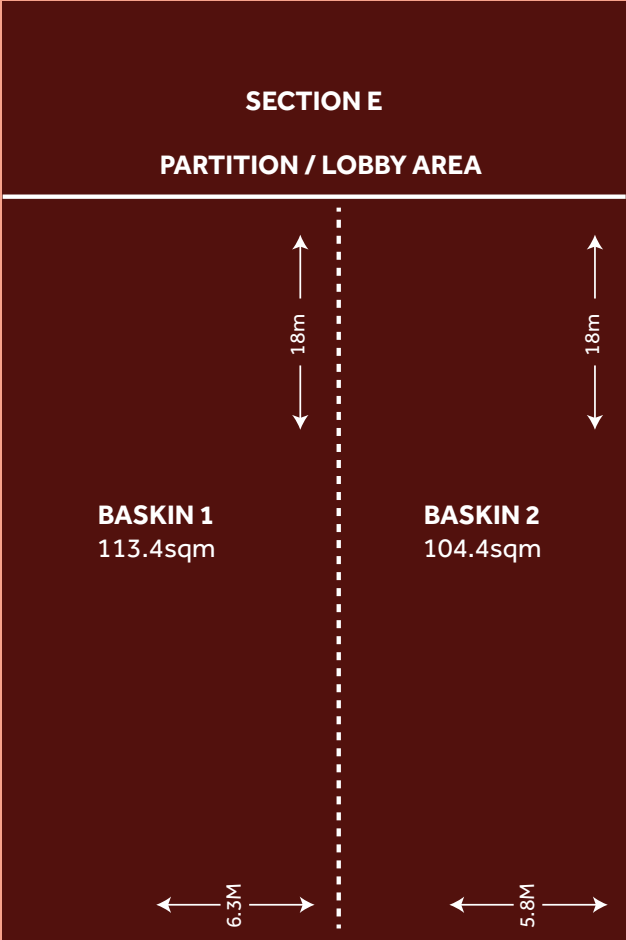 SECTION E
PARTITION / LOBBY AREA
18m
18m
BASKIN 1
113.4sqm
BASKIN 2
104.4sqm
6.3M
5.8M